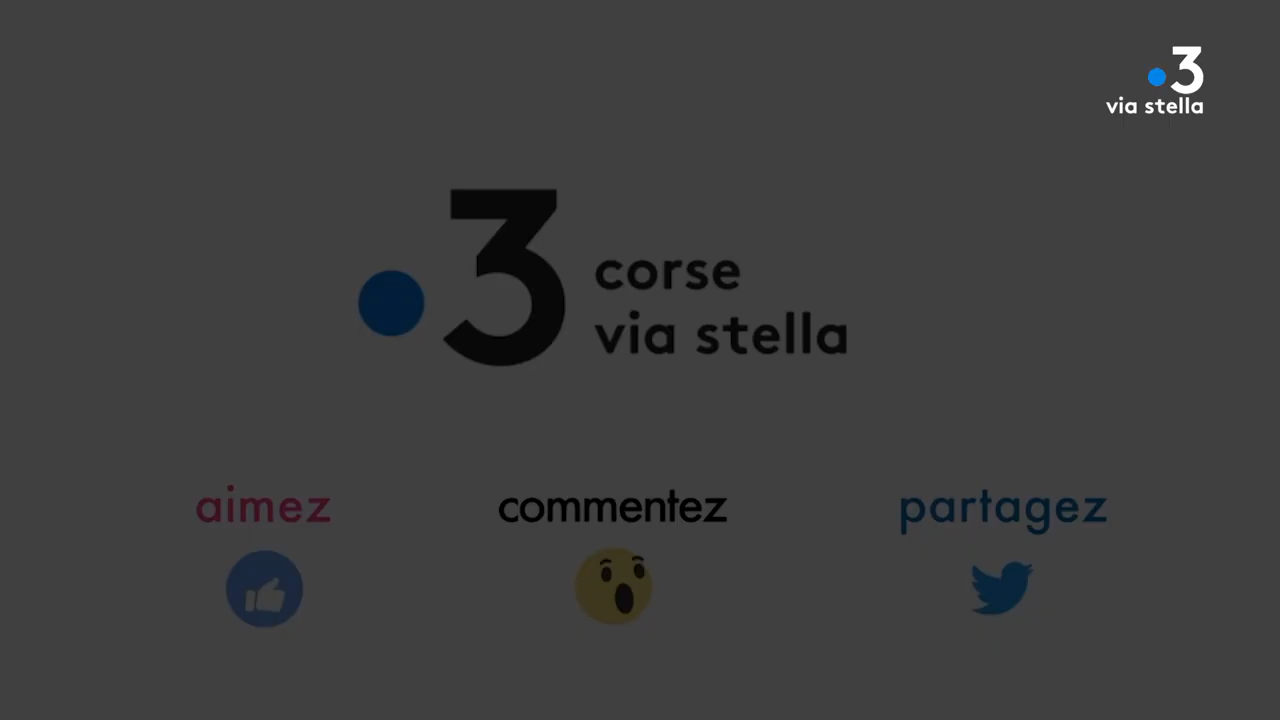 3
via stella
3
corse
via stella
aimez
commentez
partagez